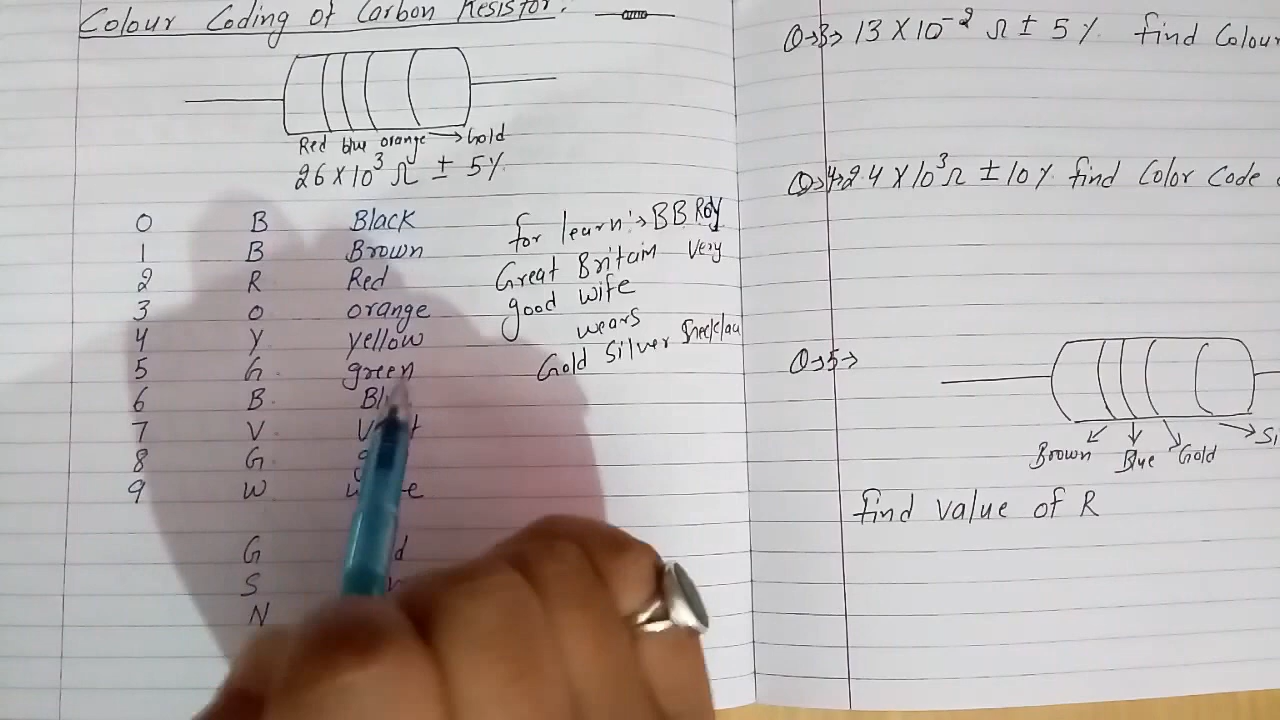 Colour Coding of Carbon Resistor.
Red blue orange → Gold
26 × 10³ Ω ± 5%
0 B Black
1 B Brown
2 R Red
3 O orange
4 Y yellow
5 G green
6 B
7 V
8 G
9 W
G
S
N
for learn :→ BB Roy
Great Britain Very
good wife
wears
Gold Silver
Q→3→ 13 × 10⁻² Ω ± 5% find Colour
Q→4→ 2.4 × 10³ Ω ± 10% find Color Code
Q→5→
Brown Blue Gold
find value of R